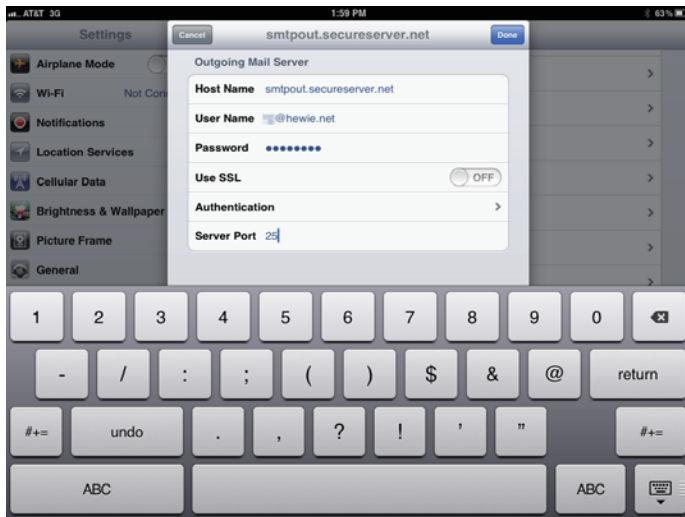 AT&T 3G 1:59 PM 63%
Settings
Cancel smtpout.secureserver.net Done
Airplane Mode
Wi-Fi Not Con
Notifications
Location Services
Cellular Data
Brightness & Wallpaper
Picture Frame
General
Outgoing Mail Server
Host Name smtpout.secureserver.net
User Name @hewie.net
Password ••••••••
Use SSL OFF
Authentication
Server Port 25
1 2 3 4 5 6 7 8 9 0
- / : ; ( ) $ & @ return
#+= undo . , ? ! ' " #+=
ABC ABC